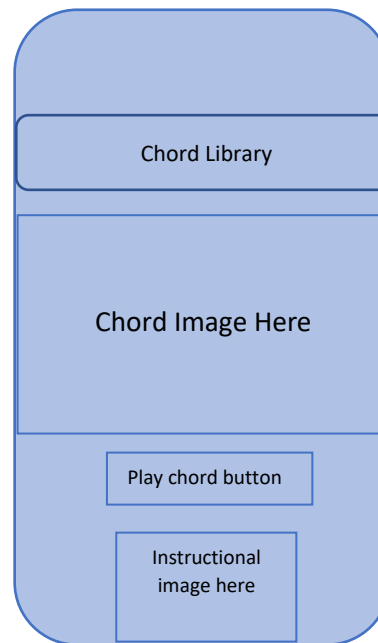 Chord Library
Chord Image Here
Play chord button
Instructional
image here